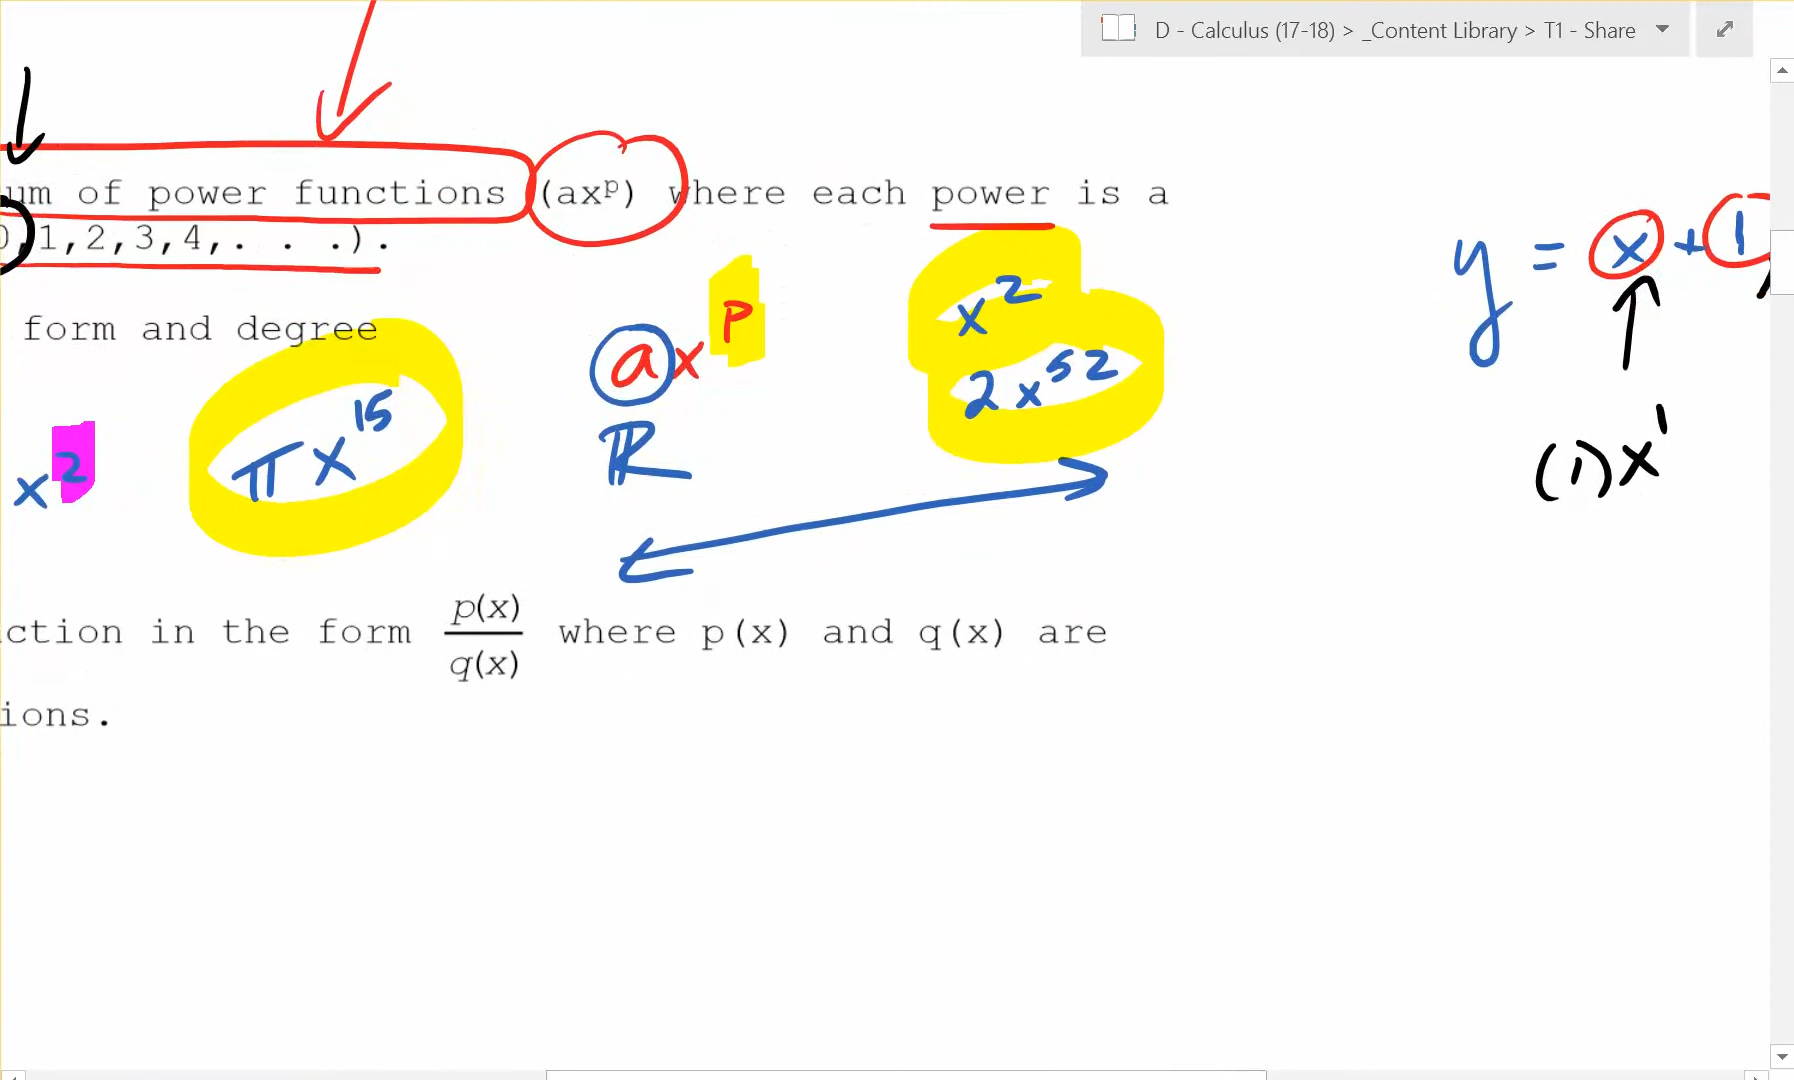 D - Calculus (17-18) > _Content Library > T1 - Share
um of power functions (axᵖ) where each power is a
0,1,2,3,4,. . .).
y = x + 1
form and degree
axᵖ
x²
2x⁵²
x²
πx¹⁵
ℝ
(1)x¹
ction in the form p(x)/q(x) where p(x) and q(x) are
ions.